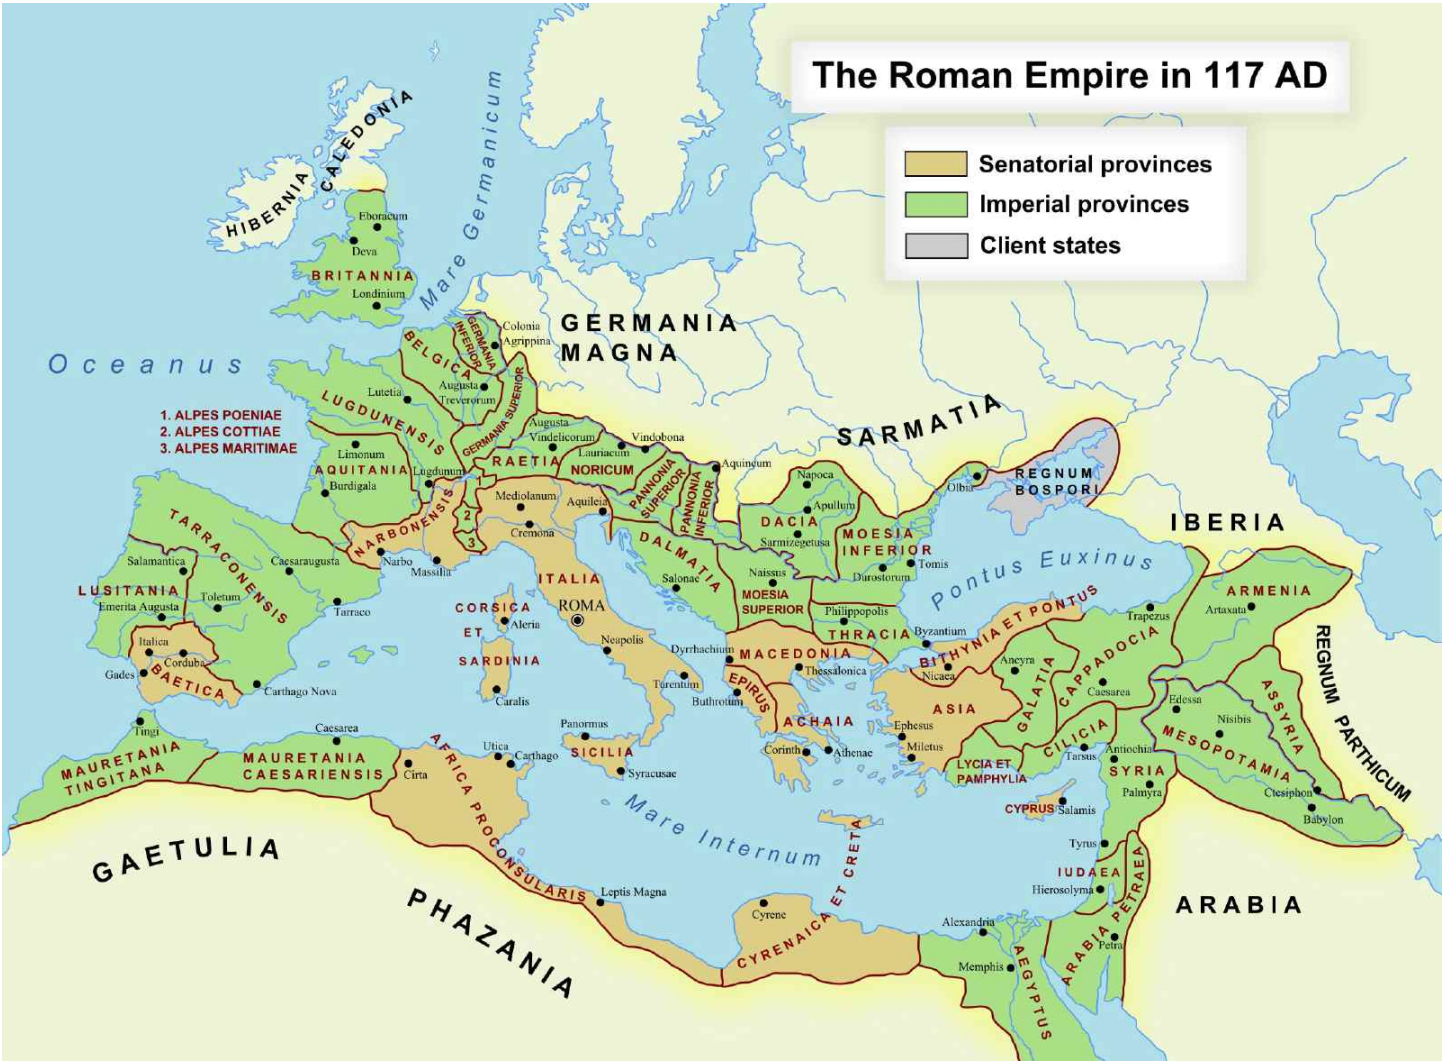 The Roman Empire in 117 AD
Senatorial provinces
Imperial provinces
Client states
CALEDONIA
HIBERNIA
Mare Germanicum
Eboracum
Deva
BRITANNIA
Londinium
Oceanus
GERMANIA
MAGNA
SARMATIA
1. ALPES POENIAE
2. ALPES COTTIAE
3. ALPES MARITIMAE
GERMANIA
INFERIOR
Colonia
Agrippina
BELGICA
Augusta
Treverorum
Lutetia
LUGDUNENSIS
GERMANIA SUPERIOR
Limonum
AQUITANIA
Burdigala
Lugdunum
Augusta
Vindelicorum
RAETIA
Lauriacum
NORICUM
Vindobona
PANNONIA
SUPERIOR
PANNONIA
INFERIOR
Aquincum
1
2
3
NARBONENSIS
Narbo
Massilia
Mediolanum
Cremona
Aquileia
ITALIA
ROMA
Neapolis
Tarentum
CORSICA
ET
SARDINIA
Aleria
Caralis
Panormus
SICILIA
Syracusae
TARRACONENSIS
Salamantica
Caesaraugusta
LUSITANIA
Toletum
Emerita Augusta
Tarraco
Italica
Corduba
Gades
BAETICA
Carthago Nova
Tingi
MAURETANIA
TINGITANA
Caesarea
MAURETANIA
CAESARIENSIS
Cirta
Utica
Carthago
AFRICA PROCONSULARIS
Leptis Magna
GAETULIA
PHAZANIA
Mare Internum
DALMATIA
Salonae
Napoca
Apullum
DACIA
Sarmizegetusa
MOESIA
INFERIOR
Durostorum
Tomis
Naissus
MOESIA
SUPERIOR
Philippopolis
THRACIA
Byzantium
Dyrrhachium
MACEDONIA
Thessalonica
EPIRUS
Buthrotum
ACHAIA
Corinth
Athenae
Olbia
REGNUM
BOSPORI
Pontus Euxinus
IBERIA
BITHYNIA ET PONTUS
Nicaea
Ancyra
Trapezus
ASIA
Ephesus
Miletus
GALATIA
CAPPADOCIA
Caesarea
LYCIA ET
PAMPHYLIA
CILICIA
Tarsus
CYPRUS
Salamis
ARMENIA
Artaxata
REGNUM PARTHICUM
ASSYRIA
Edessa
Nisibis
MESOPOTAMIA
Ctesiphon
Babylon
Antiochia
SYRIA
Palmyra
Tyrus
IUDAEA
Hierosolyma
ARABIA PETRAEA
Petra
ARABIA
CYRENAICA ET CRETA
Cyrene
Alexandria
Memphis
AEGYPTUS